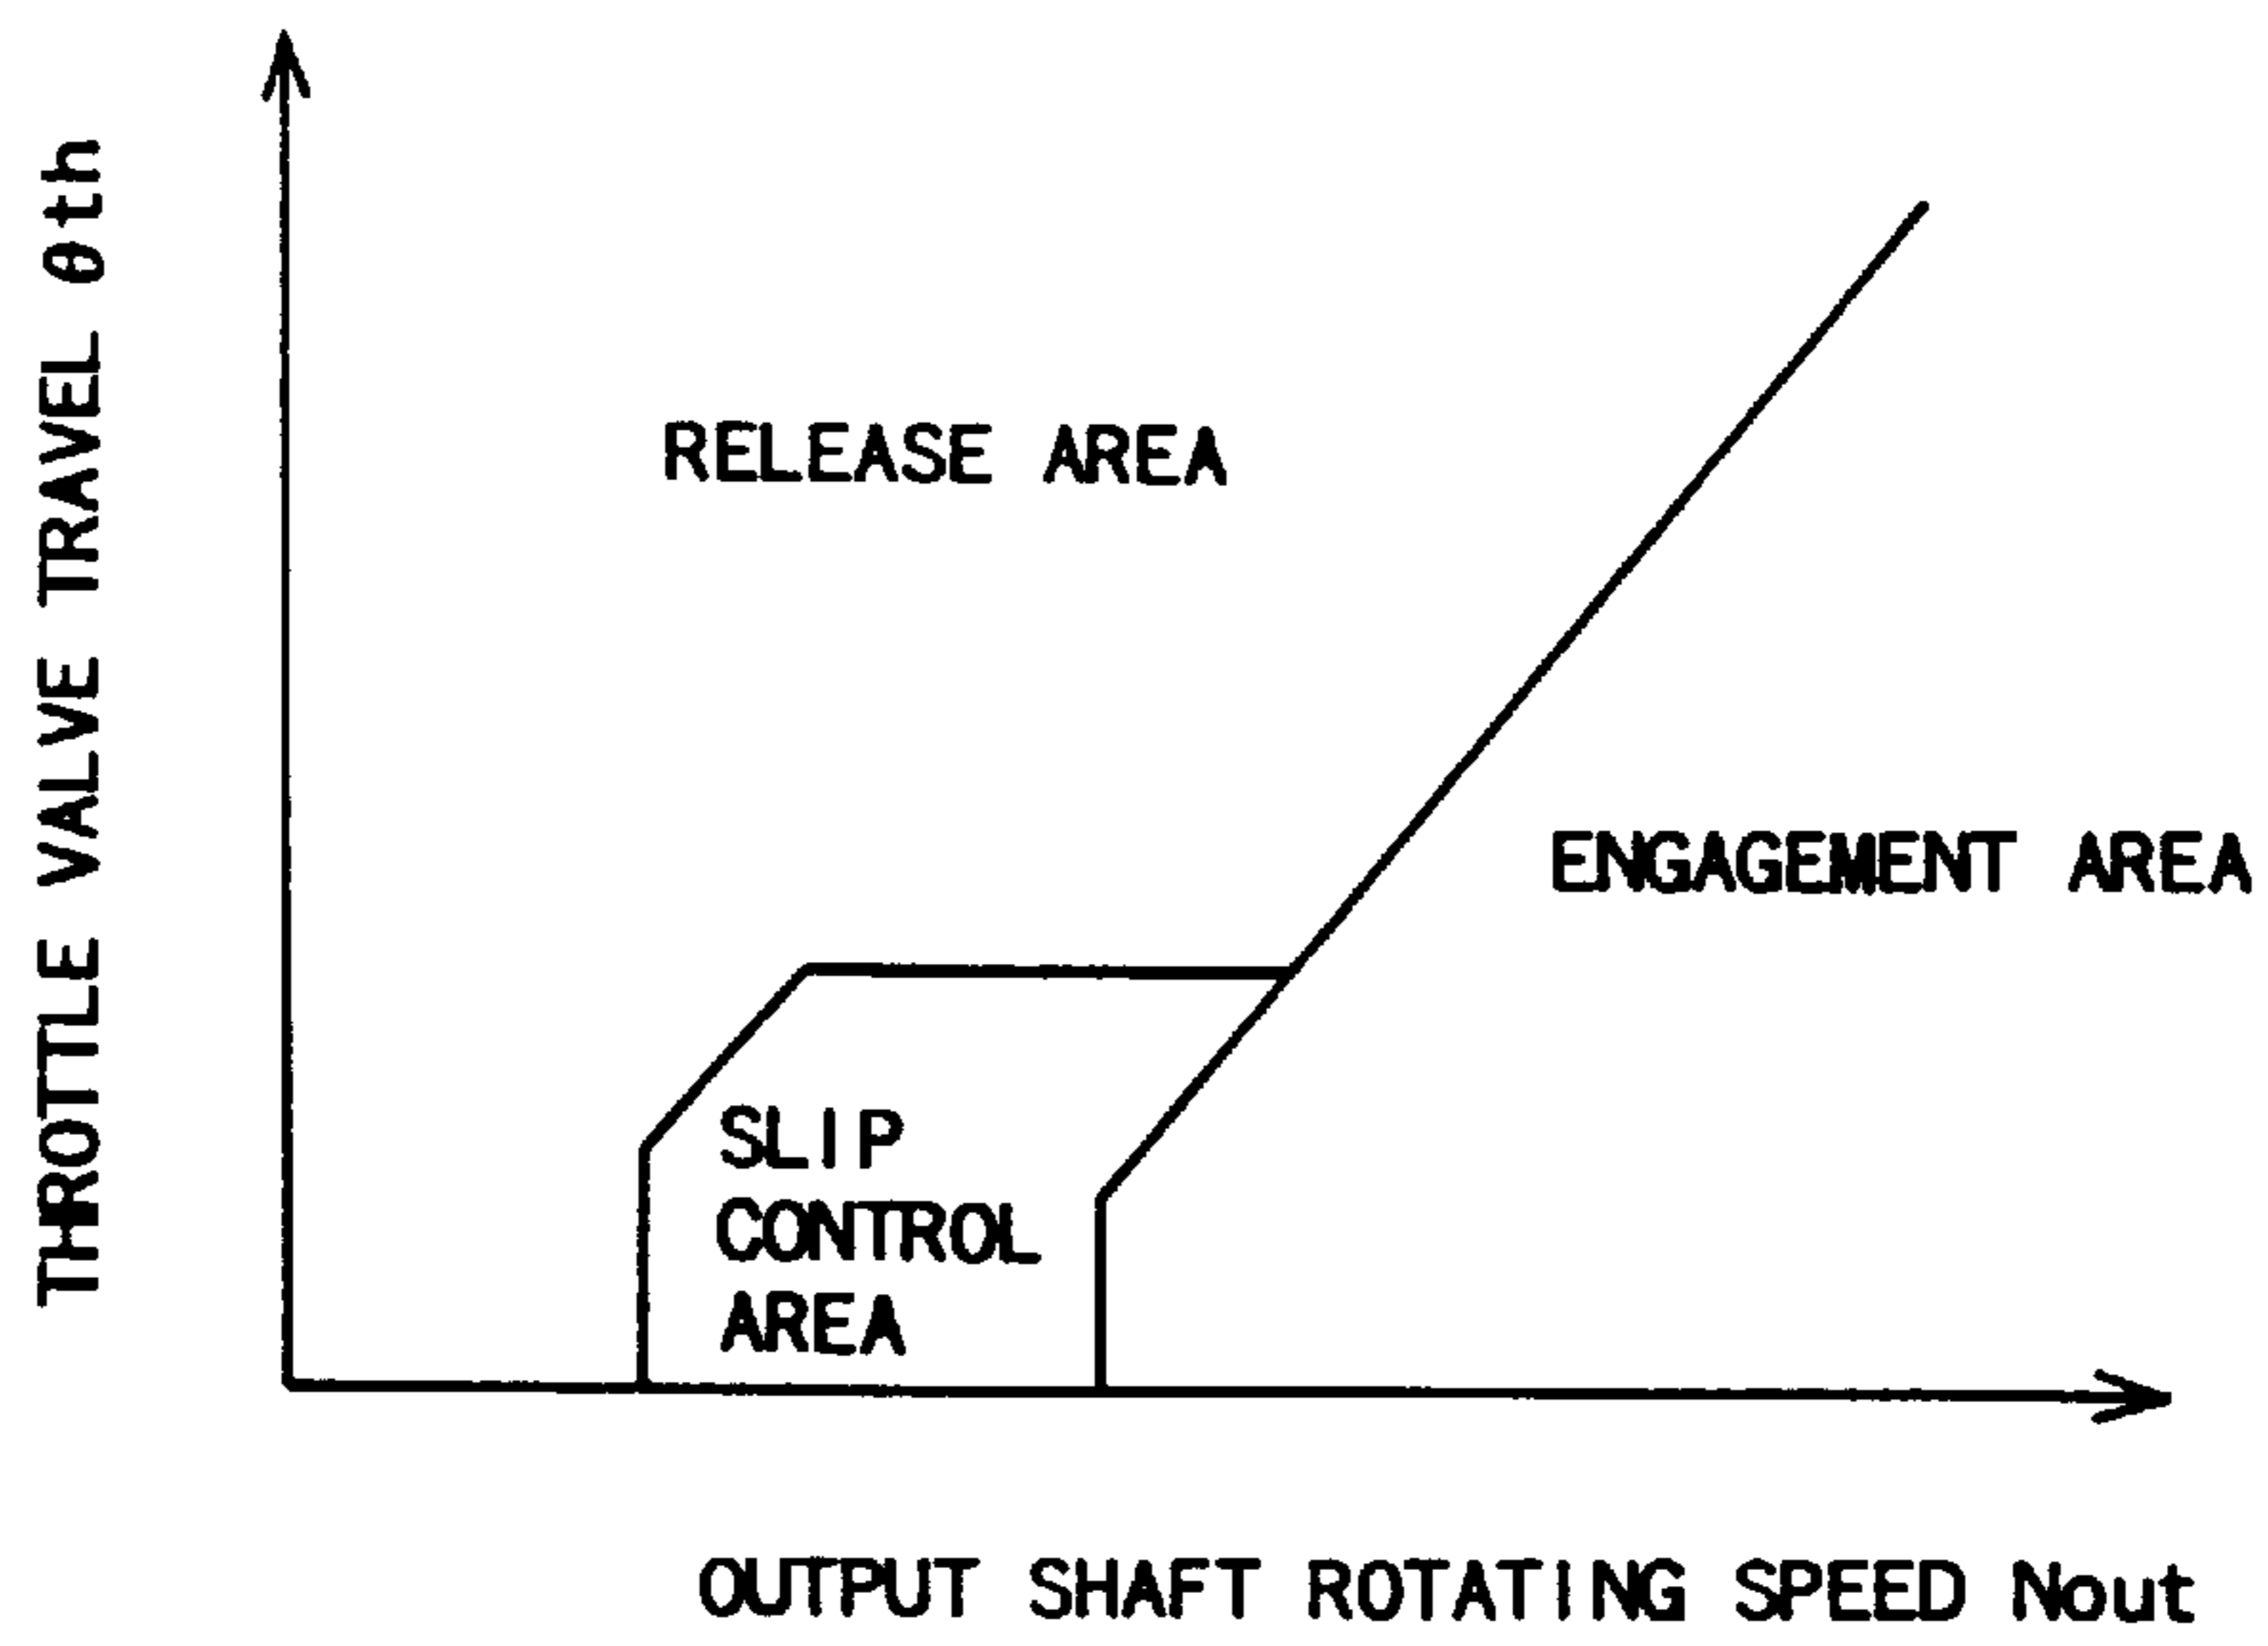 THROTTLE VALVE TRAVEL θth
RELEASE AREA
ENGAGEMENT AREA
SLIP
CONTROL
AREA
OUTPUT SHAFT ROTATING SPEED Nout